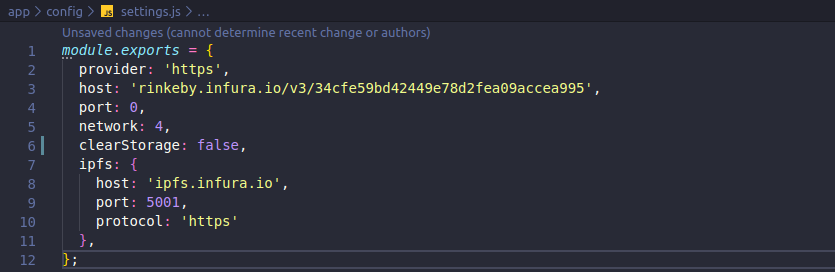 app > config > JS settings.js > ...
Unsaved changes (cannot determine recent change or authors)
1 module.exports = {
2 provider: 'https',
3 host: 'rinkeby.infura.io/v3/34cfe59bd42449e78d2fea09accea995',
4 port: 0,
5 network: 4,
6 clearStorage: false,
7 ipfs: {
8 host: 'ipfs.infura.io',
9 port: 5001,
10 protocol: 'https'
11 },
12 };